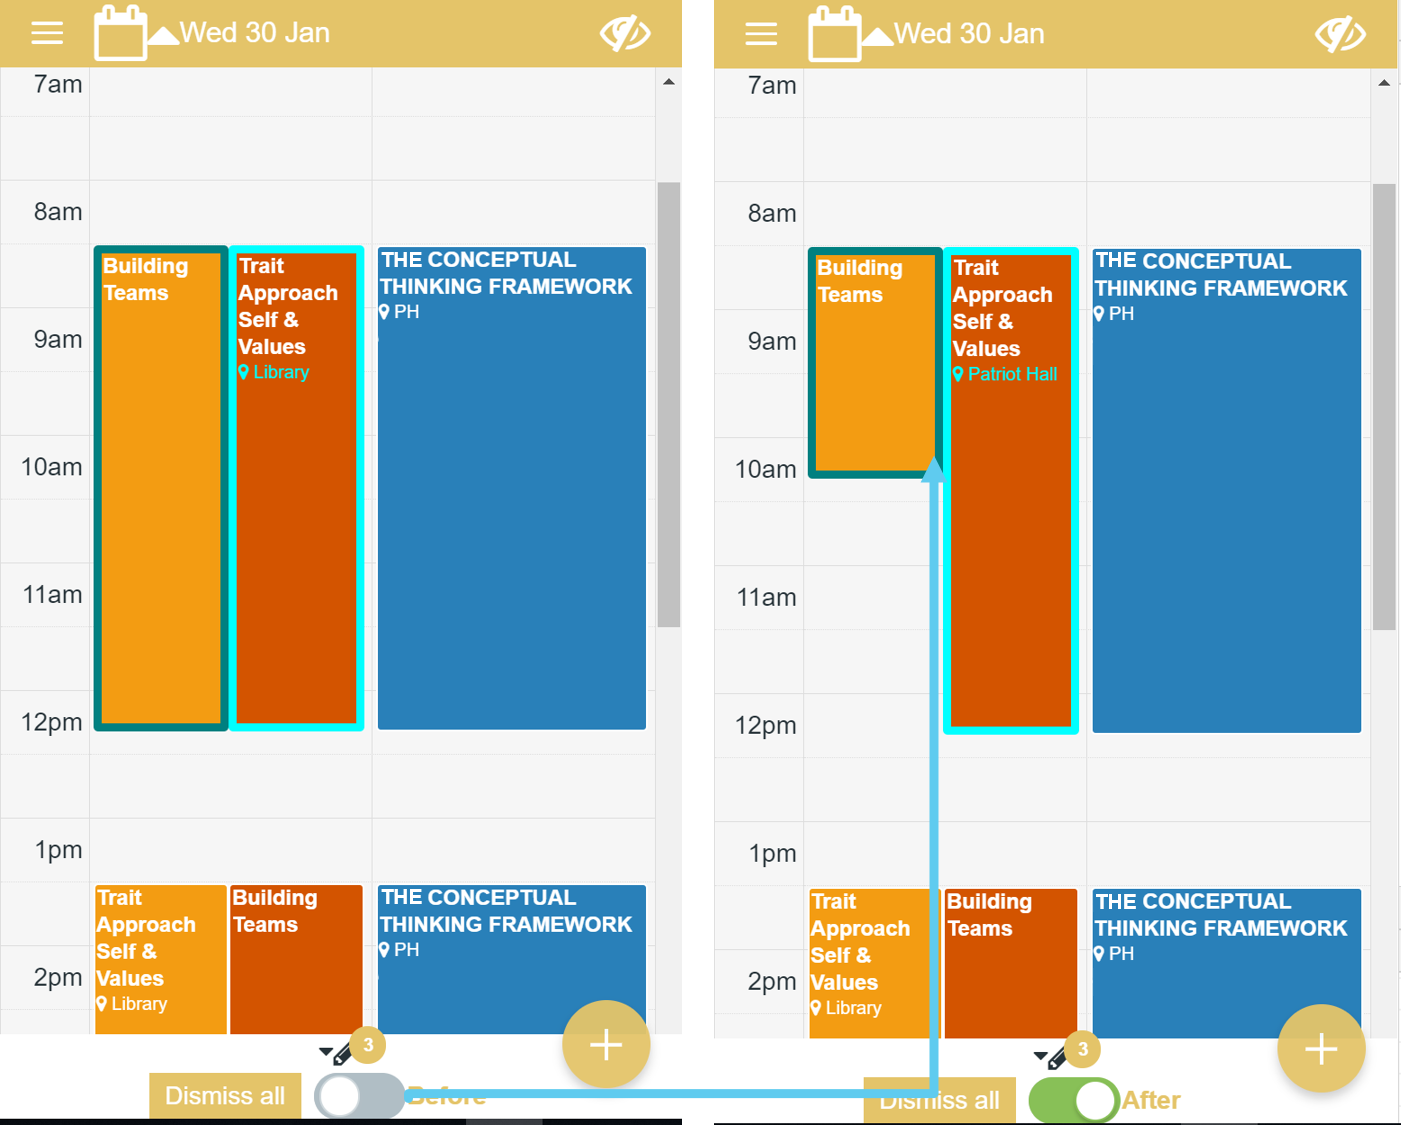 Wed 30 Jan
7am
8am
9am
10am
11am
12pm
1pm
2pm
Building
Teams
Trait
Approach
Self &
Values
Library
THE CONCEPTUAL
THINKING FRAMEWORK
PH
Trait
Approach
Self &
Values
Library
Building
Teams
THE CONCEPTUAL
THINKING FRAMEWORK
PH
3
+
Dismiss all
Before
Wed 30 Jan
7am
8am
9am
10am
11am
12pm
1pm
2pm
Building
Teams
Trait
Approach
Self &
Values
Patriot Hall
THE CONCEPTUAL
THINKING FRAMEWORK
PH
Trait
Approach
Self &
Values
Library
Building
Teams
THE CONCEPTUAL
THINKING FRAMEWORK
PH
3
+
Dismiss all
After